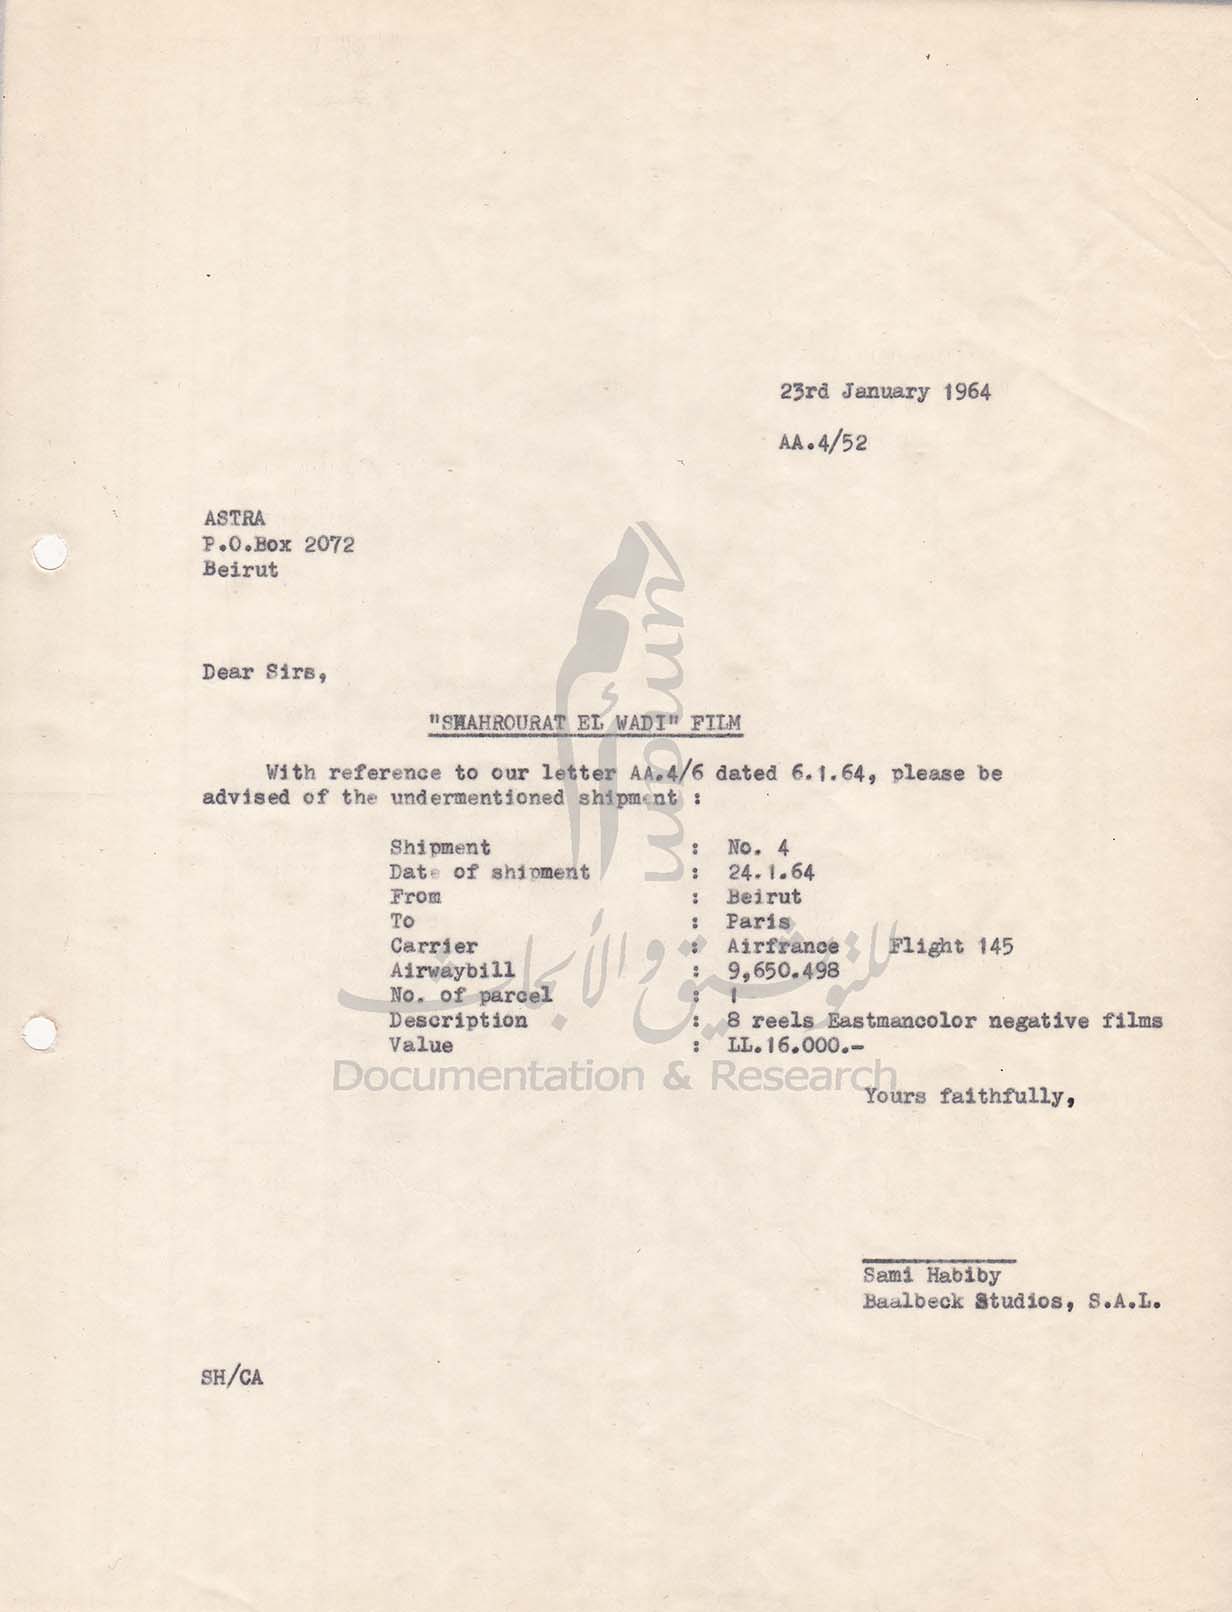 23rd January 1964
AA.4/52
ASTRA
P.O.Box 2072
Beirut
Dear Sirs,
"SHAHROURAT EL WADI" FILM
With reference to our letter AA.4/6 dated 6.1.64, please be
advised of the undermentioned shipment :
Shipment : No. 4
Date of shipment : 24.1.64
From : Beirut
To : Paris
Carrier : Airfrance Flight 145
Airwaybill : 9,650.498
No. of parcel : 1
Description : 8 reels Eastmancolor negative films
Value : LL.16.000.-
Yours faithfully,
Sami Habiby
Baalbeck Studios, S.A.L.
SH/CA
umam
أمم
للتوثيق والأبحاث
Documentation & Research